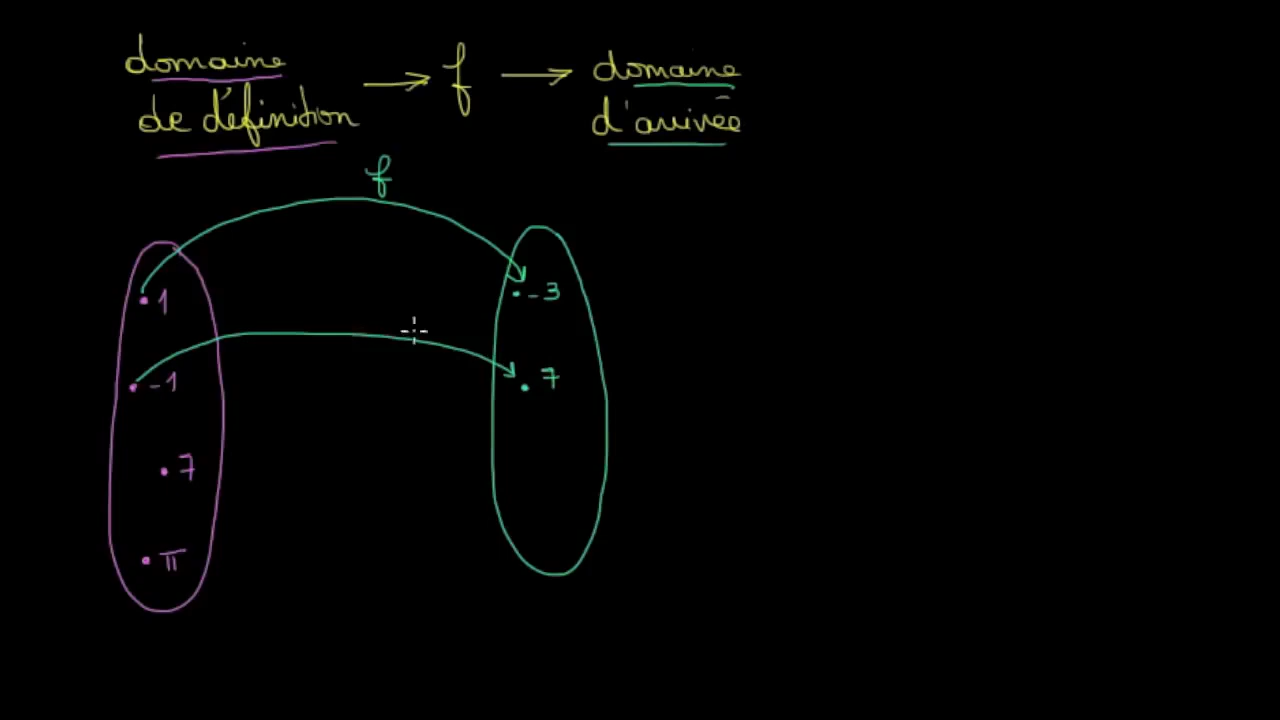 domaine → f → domaine
de définition d'arrivée
f
1 -3
-1 7
7
π